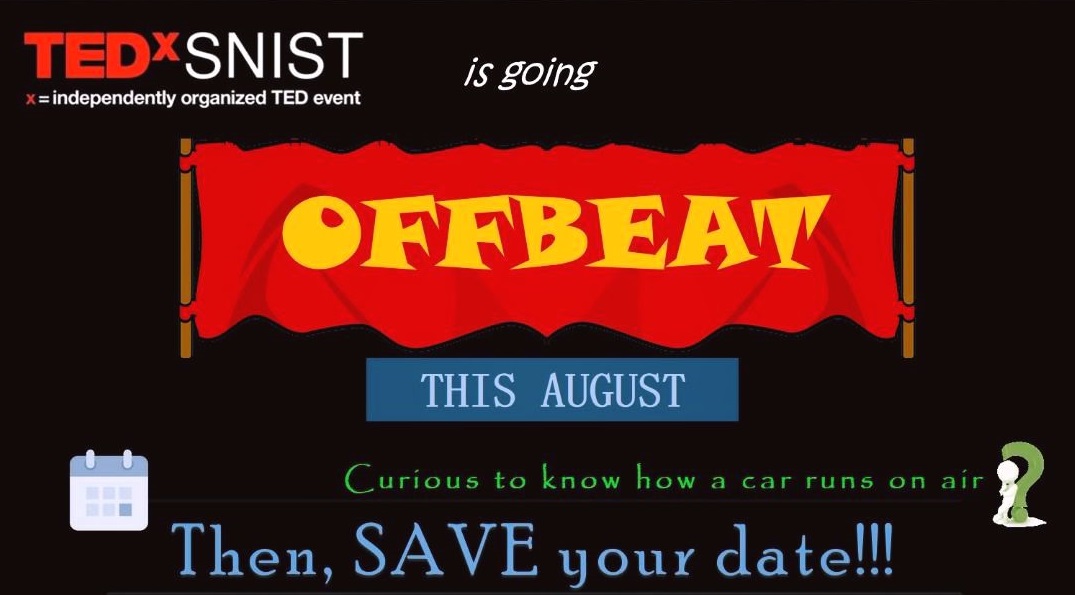 TEDxSNIST
x = independently organized TED event
is going
OFFBEAT
THIS AUGUST
Curious to know how a car runs on air
Then, SAVE your date!!!